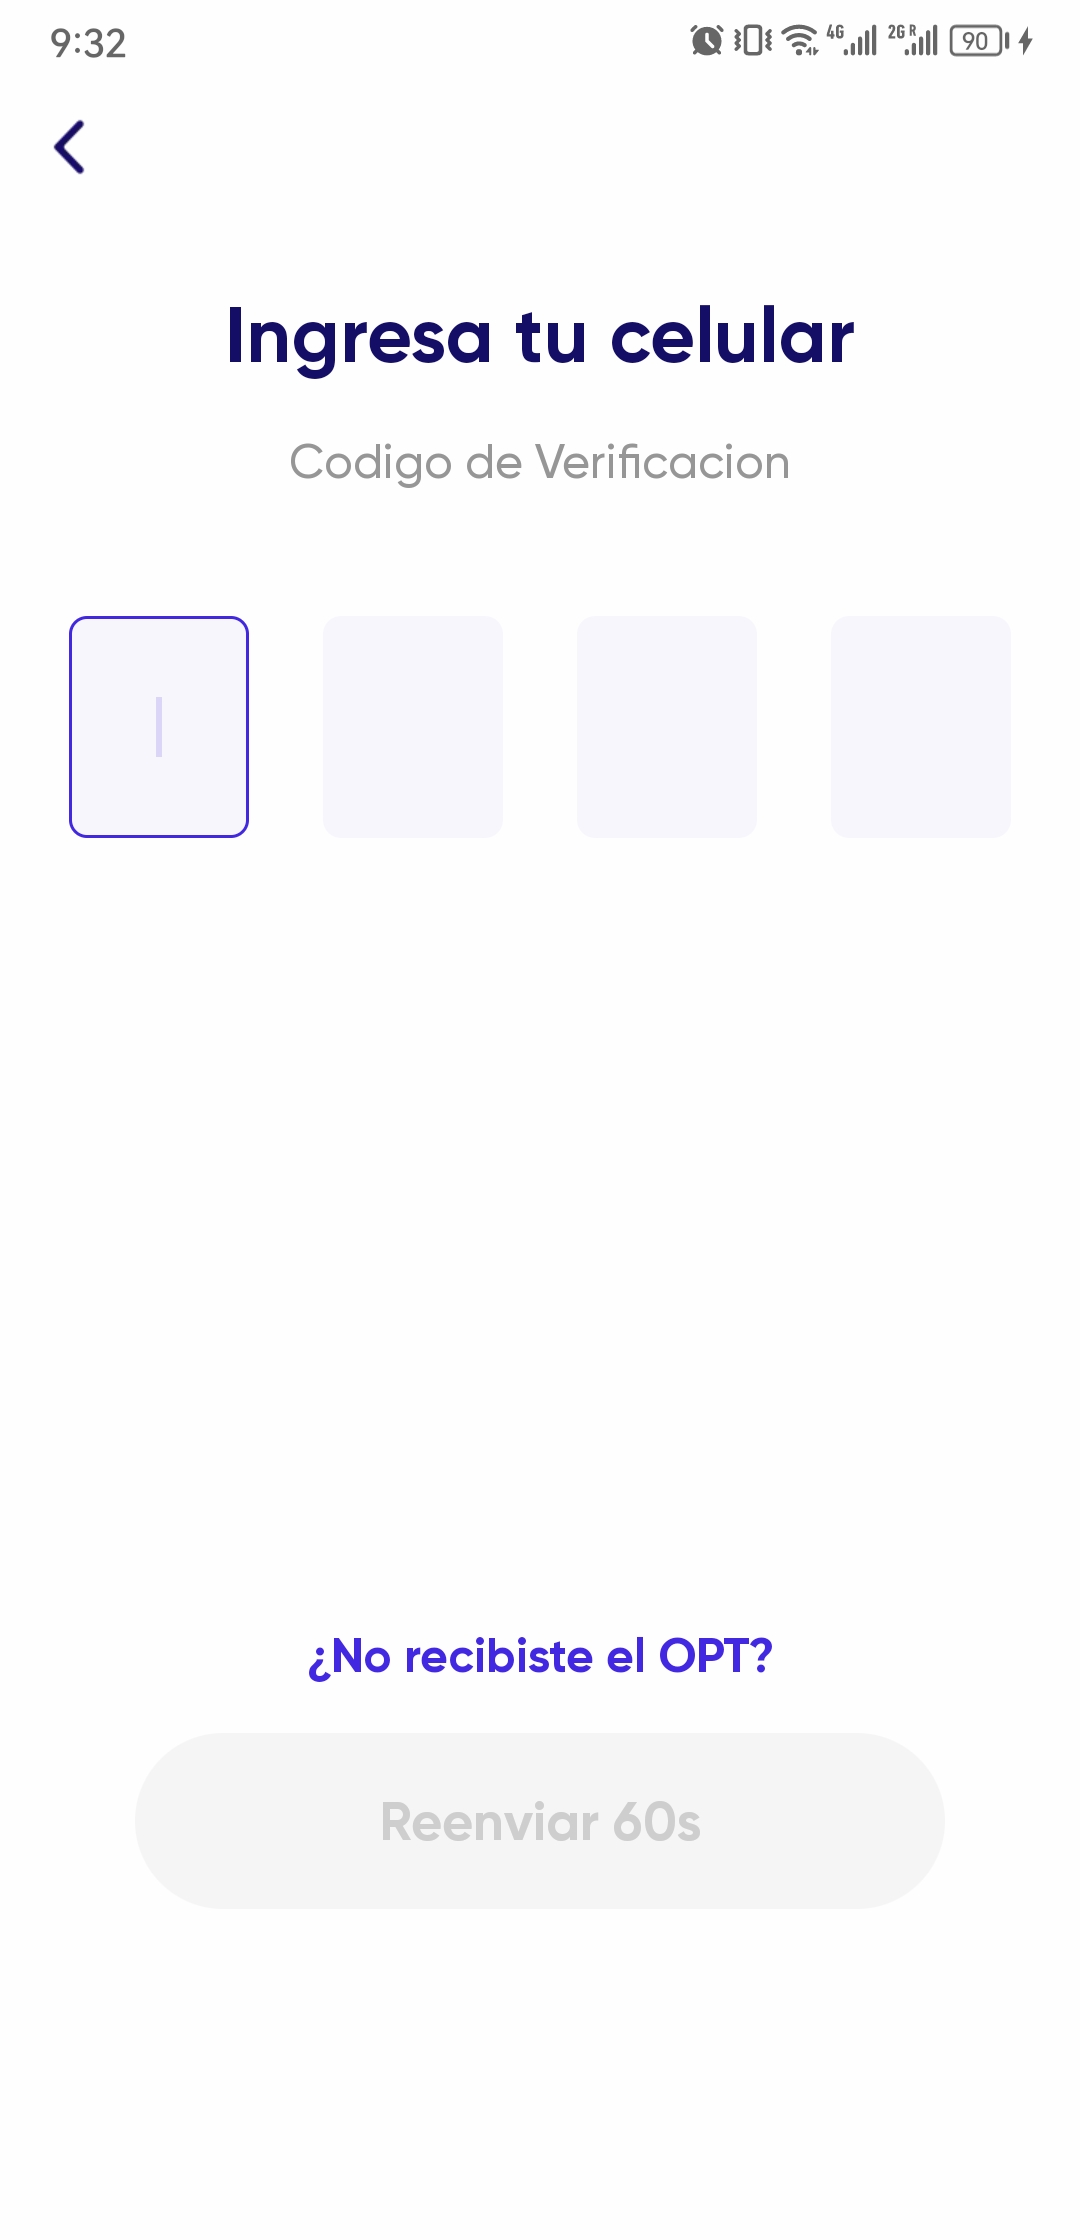 9:32
4G 2G R 90
Ingresa tu celular
Codigo de Verificacion
¿No recibiste el OPT?
Reenviar 60s